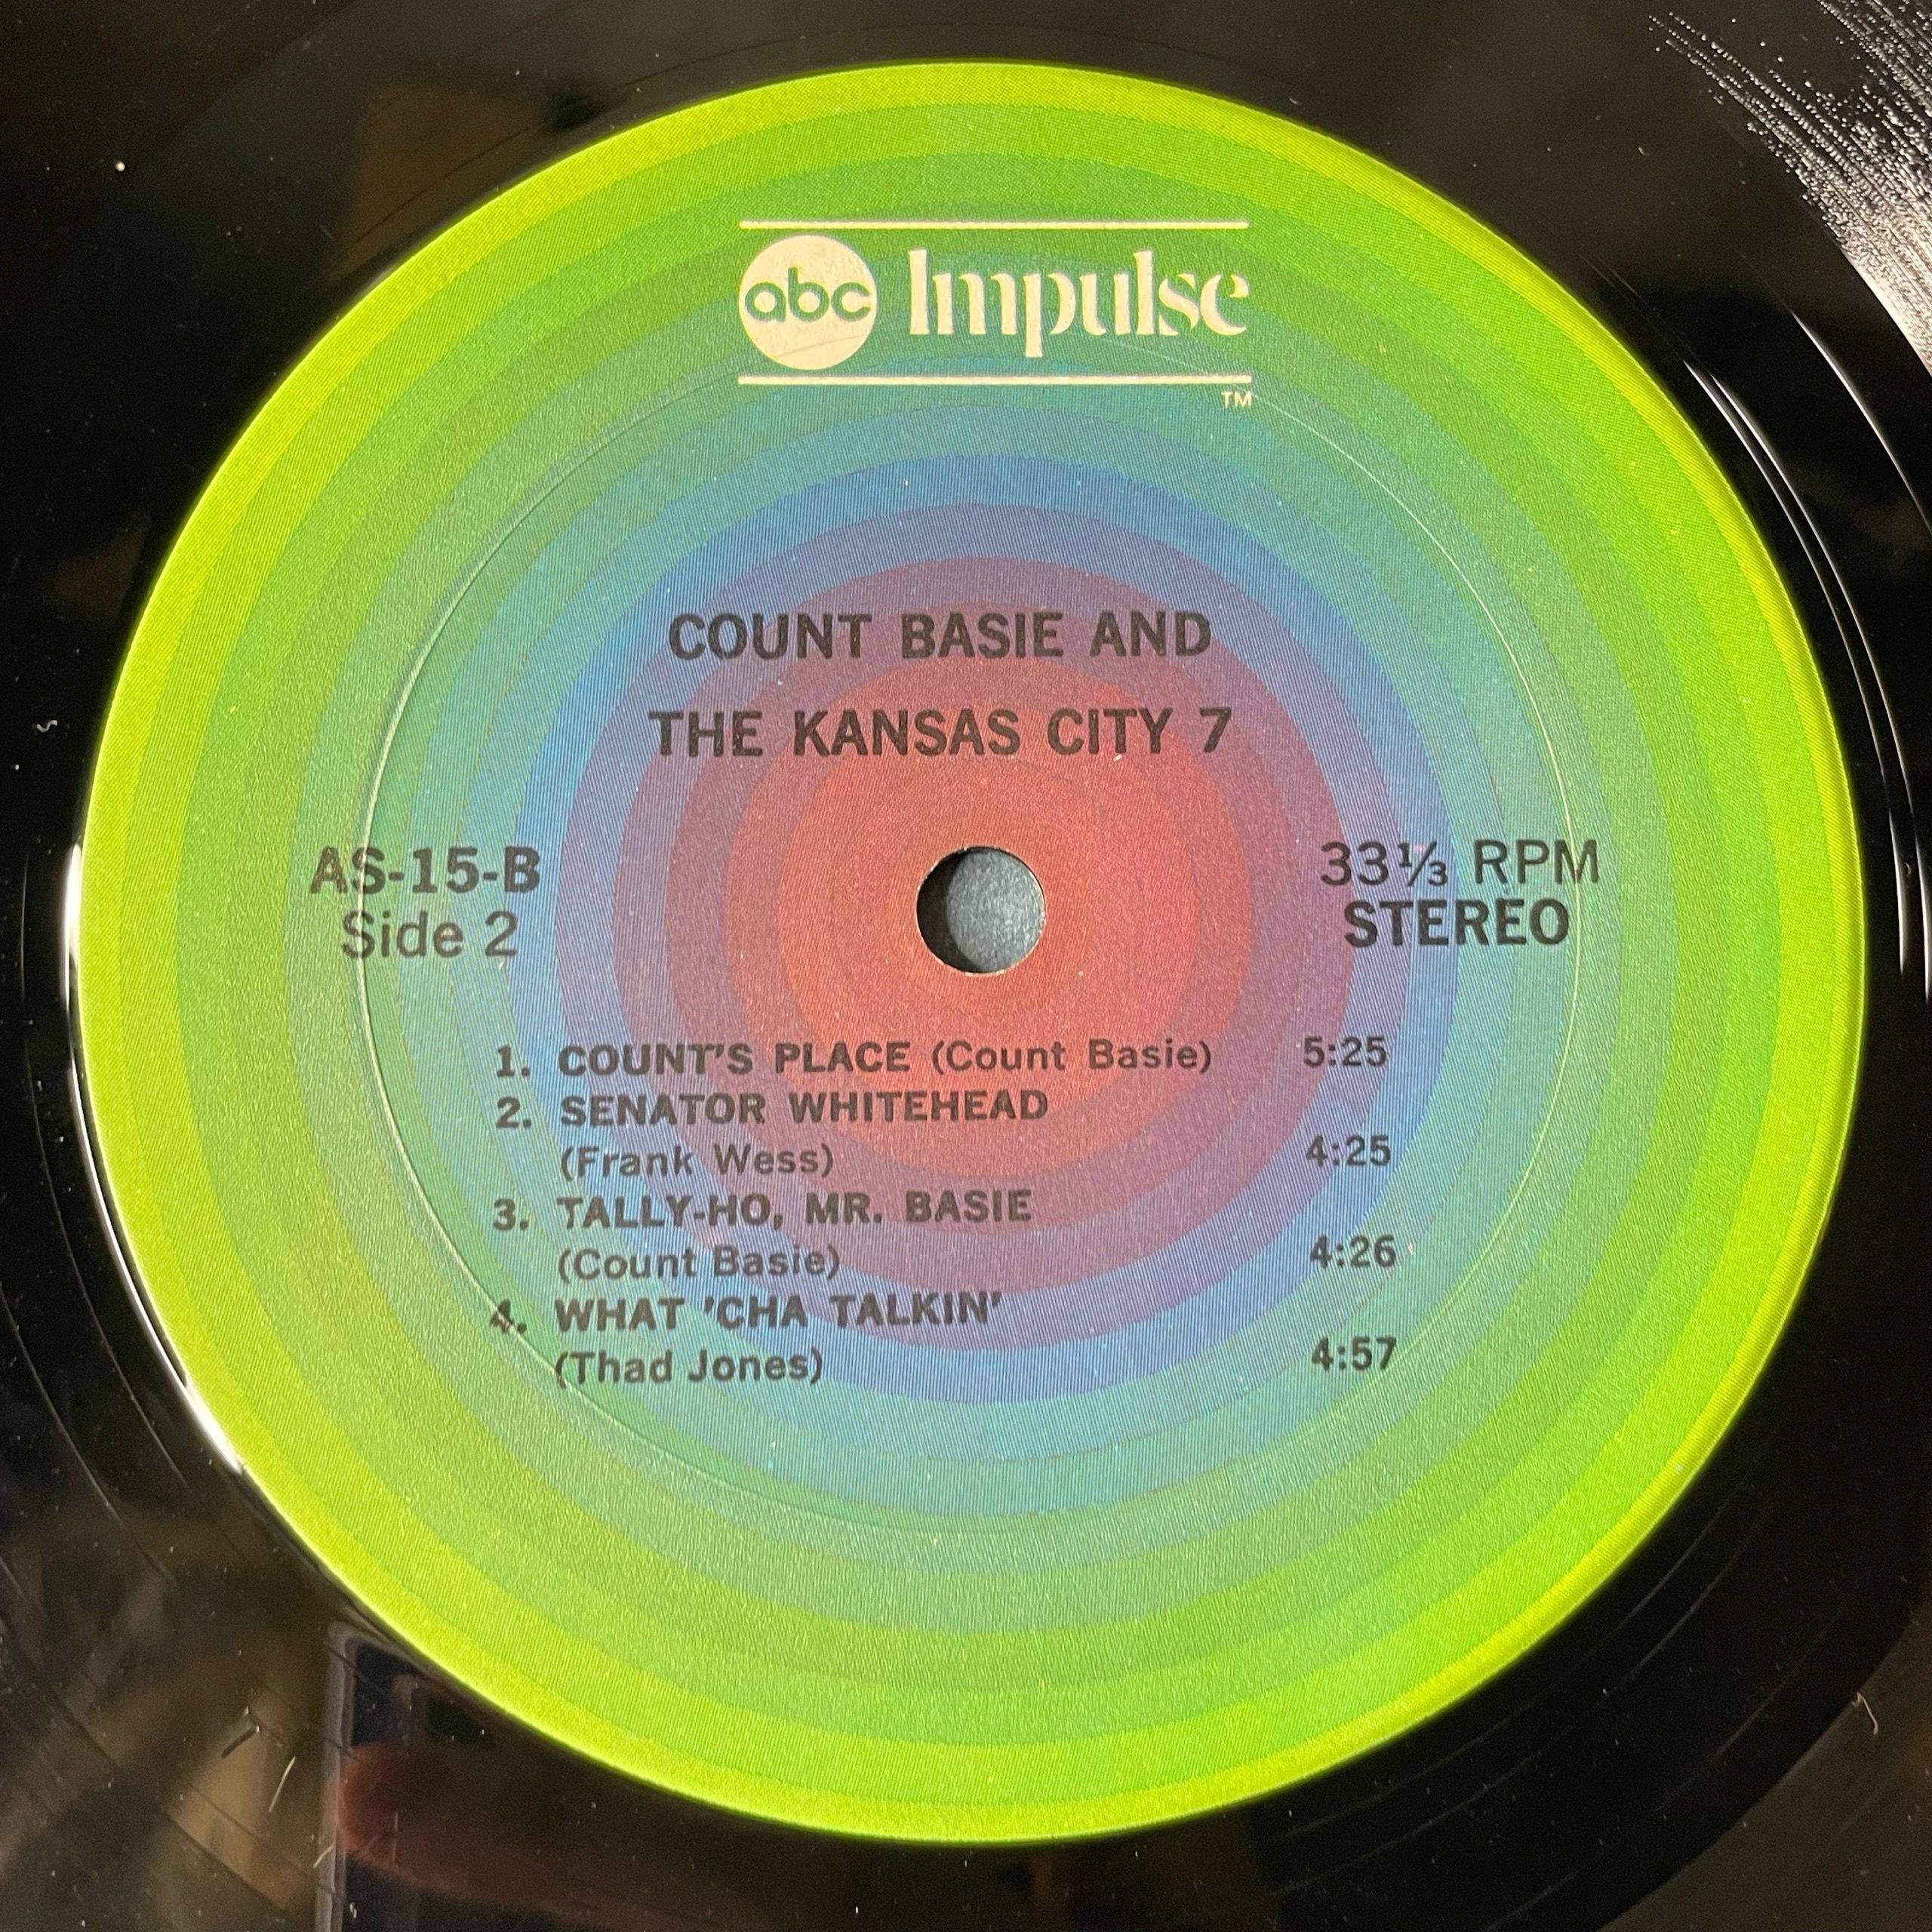 abc Impulse
TM
COUNT BASIE AND
THE KANSAS CITY 7
AS-15-B
Side 2
33⅓ RPM
STEREO
1. COUNT'S PLACE (Count Basie) 5:25
2. SENATOR WHITEHEAD
(Frank Wess) 4:25
3. TALLY-HO, MR. BASIE
(Count Basie) 4:26
4. WHAT 'CHA TALKIN'
(Thad Jones) 4:57